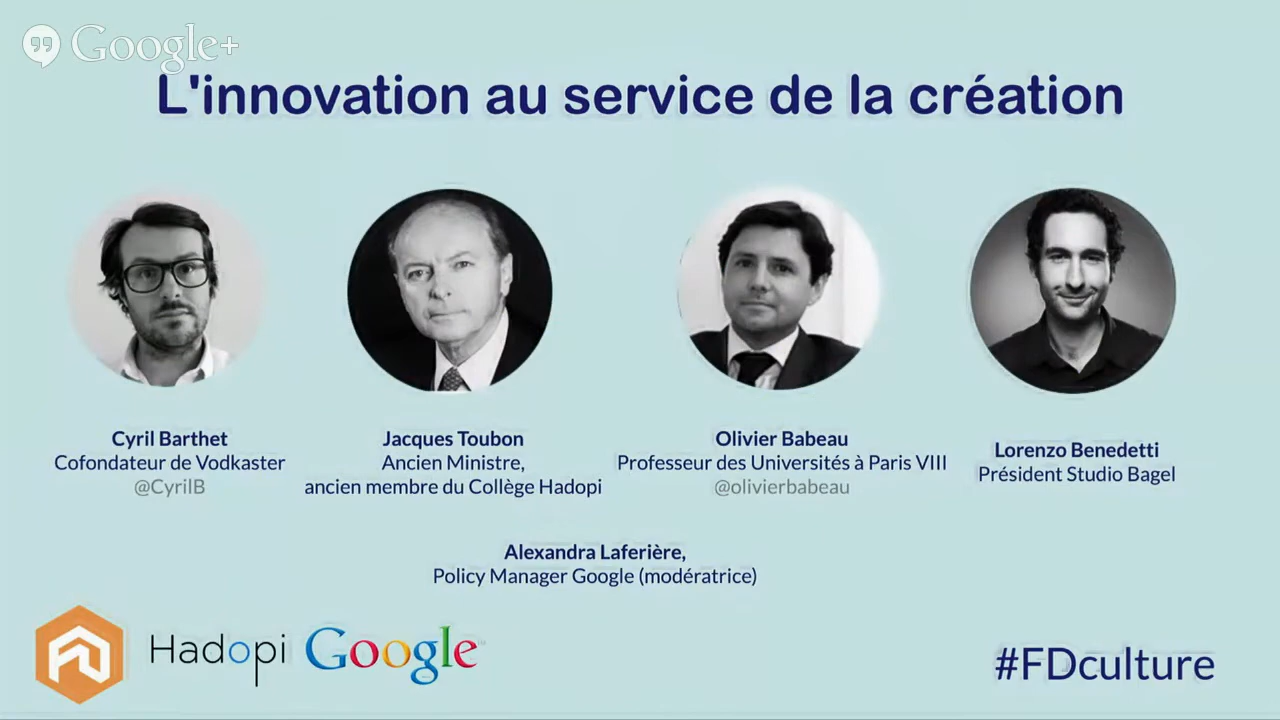 Google+
L'innovation au service de la création
Cyril Barthet
Cofondateur de Vodkaster
@CyrilB
Jacques Toubon
Ancien Ministre,
ancien membre du Collège Hadopi
Olivier Babeau
Professeur des Universités à Paris VIII
@olivierbabeau
Lorenzo Benedetti
Président Studio Bagel
Alexandra Laferière,
Policy Manager Google (modératrice)
Hadopi Google
#FDculture